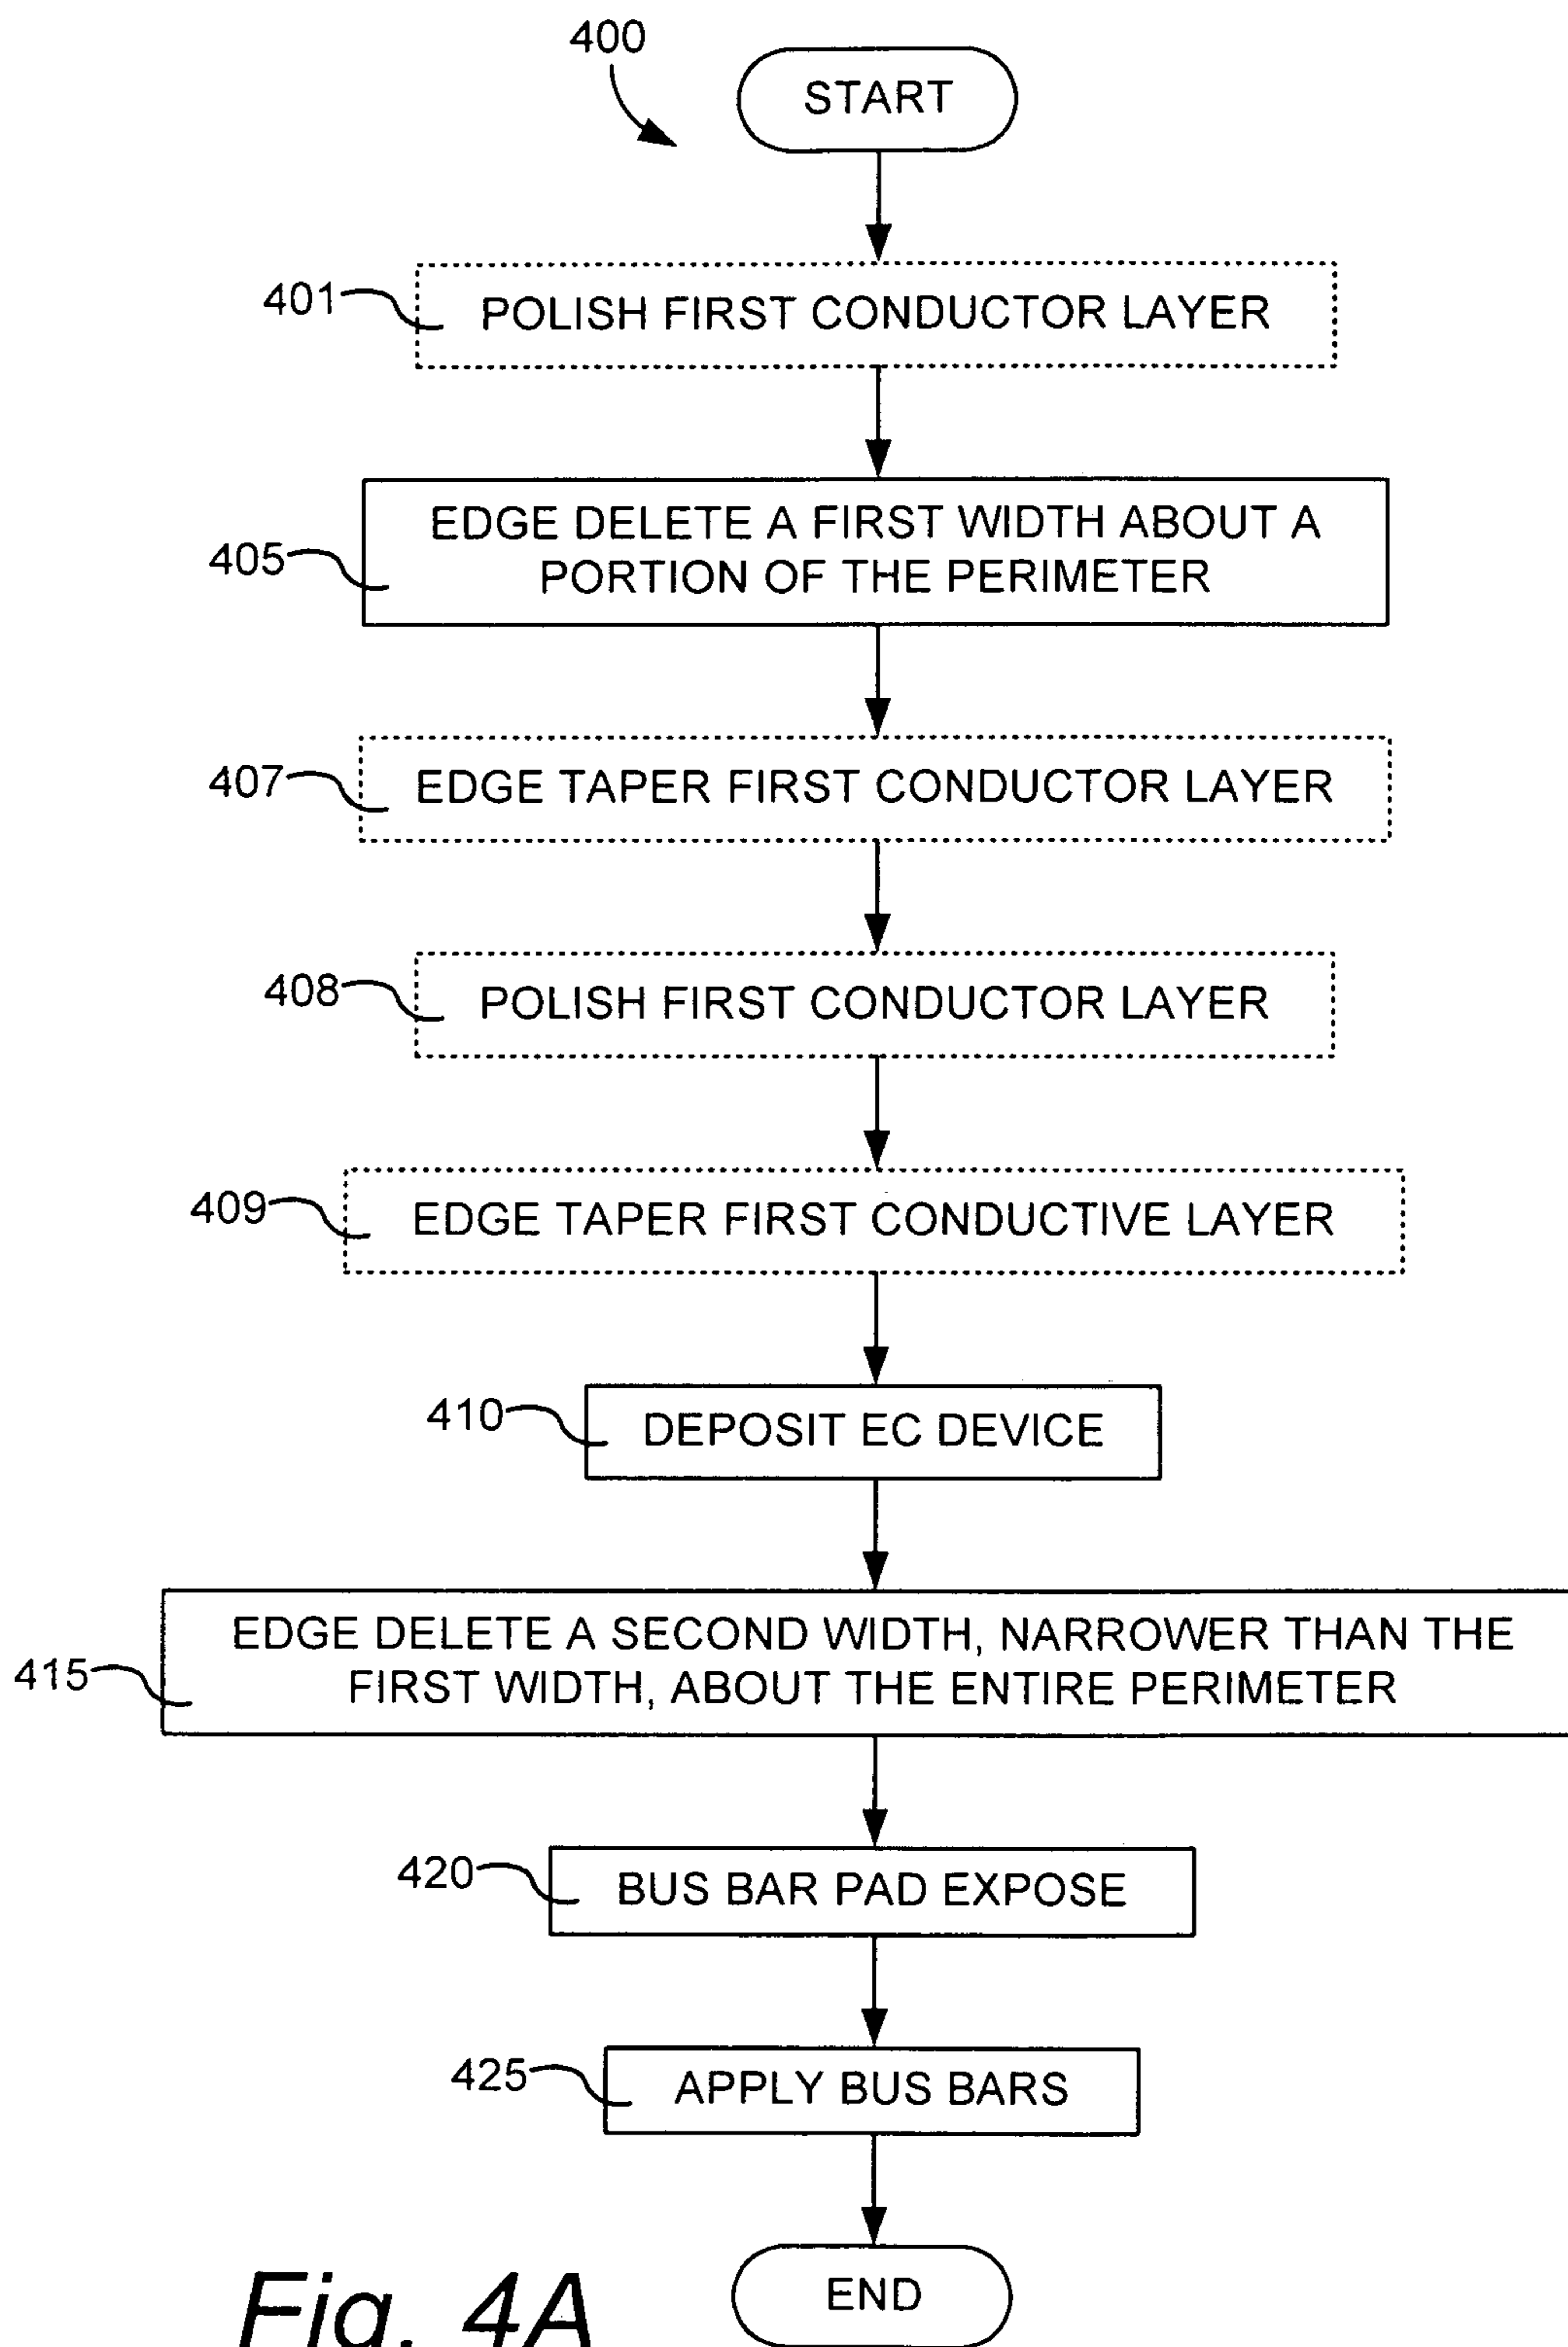 400
START
401
POLISH FIRST CONDUCTOR LAYER
405
EDGE DELETE A FIRST WIDTH ABOUT A
PORTION OF THE PERIMETER
407
EDGE TAPER FIRST CONDUCTOR LAYER
408
POLISH FIRST CONDUCTOR LAYER
409
EDGE TAPER FIRST CONDUCTIVE LAYER
410
DEPOSIT EC DEVICE
415
EDGE DELETE A SECOND WIDTH, NARROWER THAN THE
FIRST WIDTH, ABOUT THE ENTIRE PERIMETER
420
BUS BAR PAD EXPOSE
425
APPLY BUS BARS
END
Fig. 4A